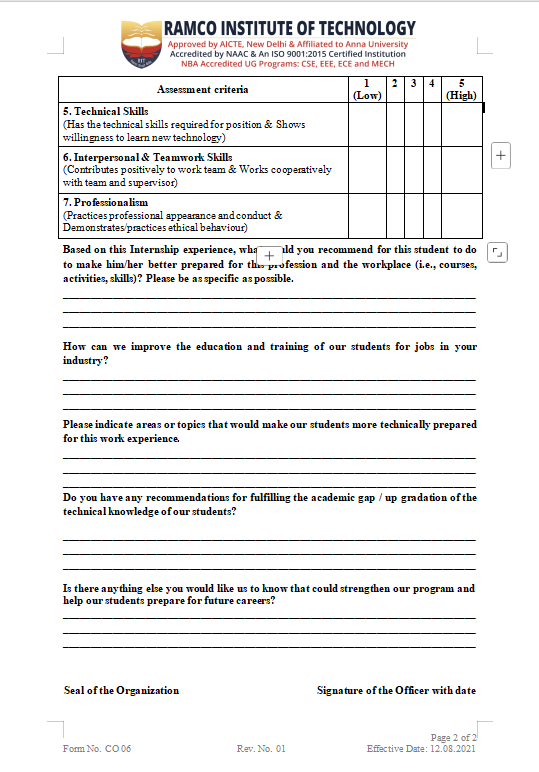 RAMCO INSTITUTE OF TECHNOLOGY
Approved by AICTE, New Delhi & Affiliated to Anna University
Accredited by NAAC & An ISO 9001:2015 Certified Institution
NBA Accredited UG Programs: CSE, EEE, ECE and MECH
Assessment criteria 1 (Low) 2 3 4 5 (High)
5. Technical Skills
(Has the technical skills required for position & Shows
willingness to learn new technology)
6. Interpersonal & Teamwork Skills
(Contributes positively to work team & Works cooperatively
with team and supervisor)
7. Professionalism
(Practices professional appearance and conduct &
Demonstrates/practices ethical behaviour)
Based on this Internship experience, you recommend for this student to do
to make him/her better prepared for profession and the workplace (i.e., courses,
activities, skills)? Please be as specific as possible.
How can we improve the education and training of our students for jobs in your
industry?
Please indicate areas or topics that would make our students more technically prepared
for this work experience.
Do you have any recommendations for fulfilling the academic gap / up gradation of the
technical knowledge of our students?
Is there anything else you would like us to know that could strengthen our program and
help our students prepare for future careers?
Seal of the Organization Signature of the Officer with date
Page 2 of 2
Form No. CO 06 Rev. No. 01 Effective Date: 12.08.2021